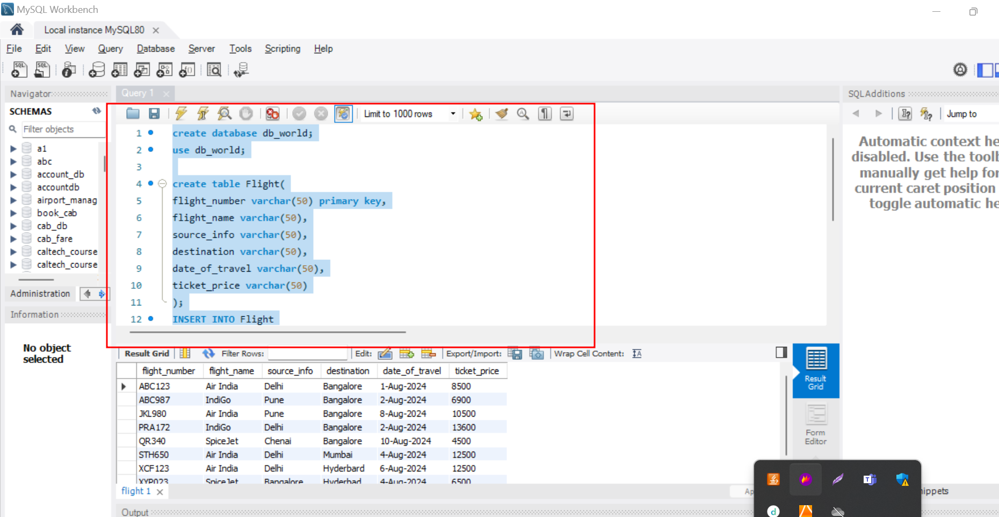 MySQL Workbench
Local instance MySQL80
File Edit View Query Database Server Tools Scripting Help
Navigator
SCHEMAS
Filter objects
a1
abc
account_db
accountdb
airport_manag
book_cab
cab_db
cab_fare
caltech_course
caltech_course
Administration
Information
No object
selected
Query 1
Limit to 1000 rows
1 create database db_world;
2 use db_world;
3
4 create table Flight(
5 flight_number varchar(50) primary key,
6 flight_name varchar(50),
7 source_info varchar(50),
8 destination varchar(50),
9 date_of_travel varchar(50),
10 ticket_price varchar(50)
11 );
12 INSERT INTO Flight
Result Grid Filter Rows: Edit: Export/Import: Wrap Cell Content:
flight_number flight_name source_info destination date_of_travel ticket_price
ABC123 Air India Delhi Bangalore 1-Aug-2024 8500
ABC987 IndiGo Pune Bangalore 2-Aug-2024 6900
JKL980 Air India Pune Bangalore 8-Aug-2024 10500
PRA172 IndiGo Delhi Bangalore 2-Aug-2024 13600
QR340 SpiceJet Chenai Bangalore 10-Aug-2024 4500
STH650 Air India Delhi Mumbai 4-Aug-2024 12500
XCF123 Air India Delhi Hyderbard 6-Aug-2024 12500
XYP023 SpiceJet Bangalore Hyderbad 4-Aug-2024 6500
flight 1
Output
Result
Grid
Form
Editor
SQLAdditions
Jump to
Automatic context he
disabled. Use the toolb
manually get help for
current caret position
toggle automatic he
Ap
nippets